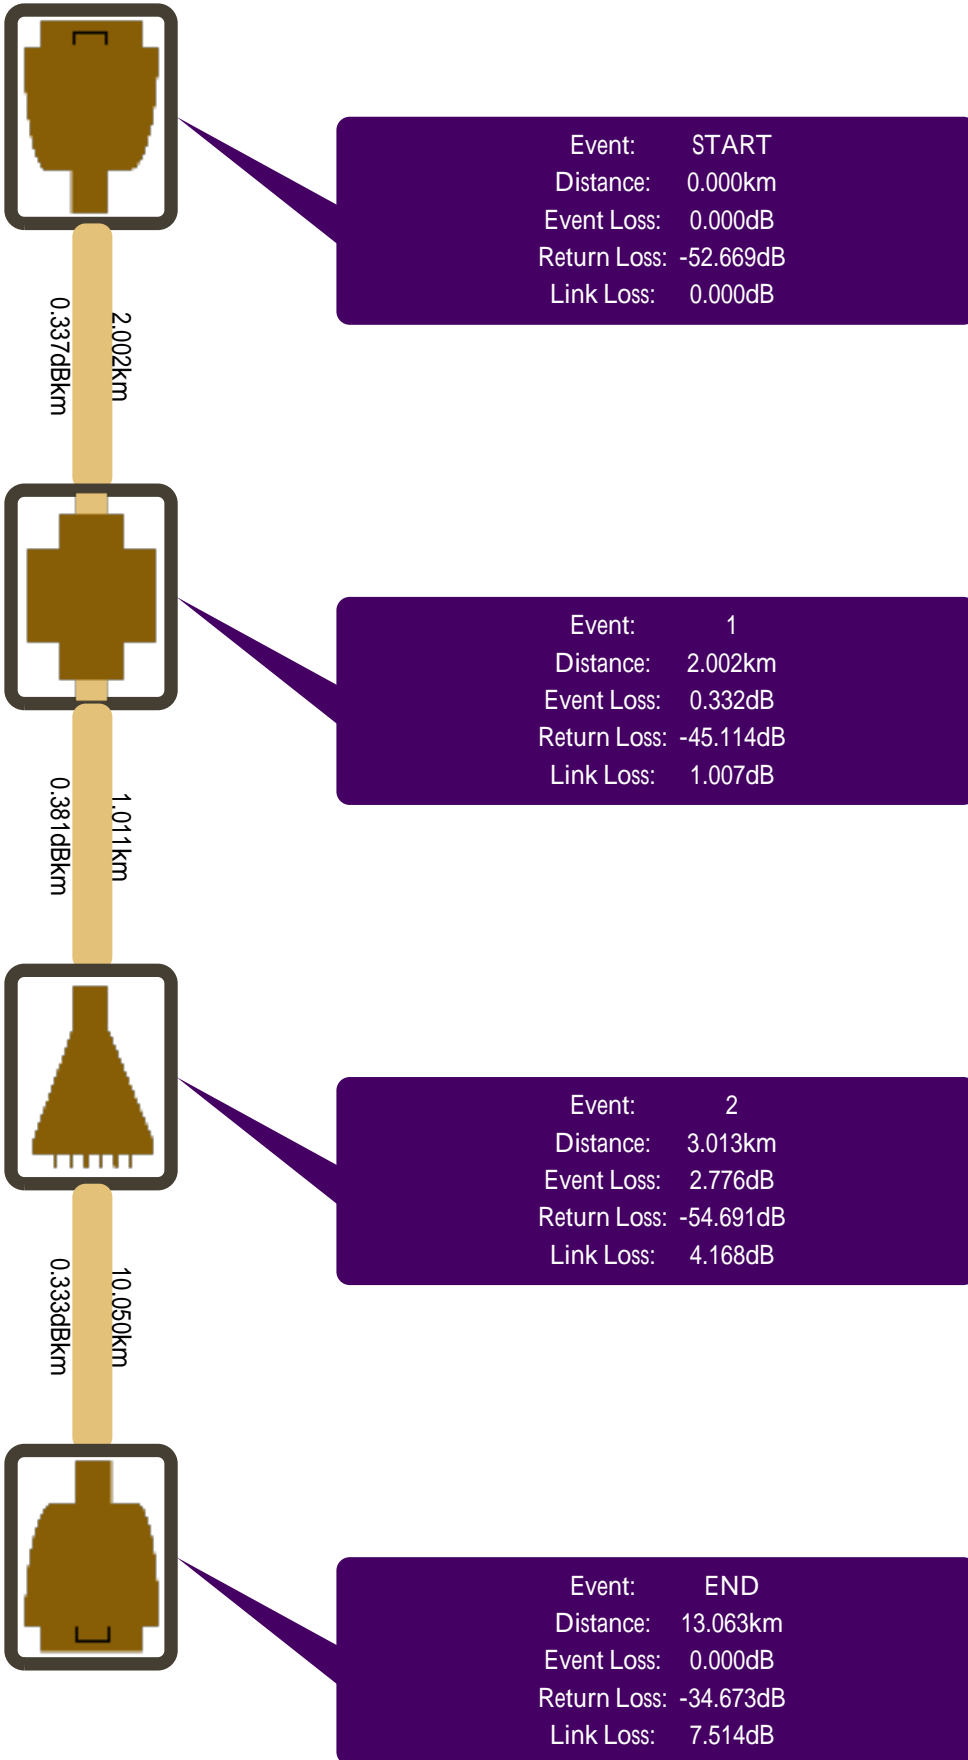 Event: START
Distance: 0.000km
Event Loss: 0.000dB
Return Loss: -52.669dB
Link Loss: 0.000dB
2.002km
0.337dBkm
Event: 1
Distance: 2.002km
Event Loss: 0.332dB
Return Loss: -45.114dB
Link Loss: 1.007dB
1.011km
0.381dBkm
Event: 2
Distance: 3.013km
Event Loss: 2.776dB
Return Loss: -54.691dB
Link Loss: 4.168dB
10.050km
0.333dBkm
Event: END
Distance: 13.063km
Event Loss: 0.000dB
Return Loss: -34.673dB
Link Loss: 7.514dB